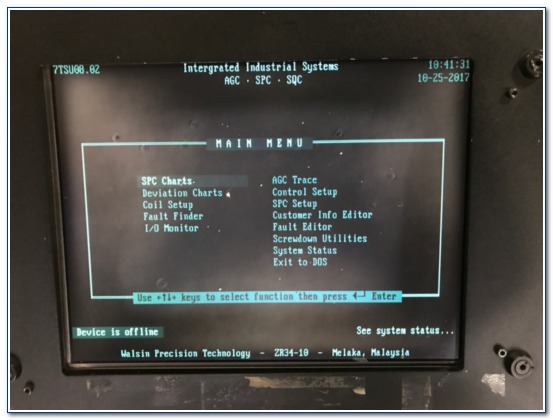 7TSU00.02 Intergrated Industrial Systems 10:41:31
AGC · SPC · SQC 10-25-2017
MAIN MENU
SPC Charts AGC Trace
Deviation Charts Control Setup
Coil Setup SPC Setup
Fault Finder Customer Info Editor
I/O Monitor Fault Editor
Screwdown Utilities
System Status
Exit to DOS
Use ←↑↓→ keys to select function then press ←┘ Enter
Device is offline See system status...
Walsin Precision Technology - ZR34-10 - Melaka, Malaysia